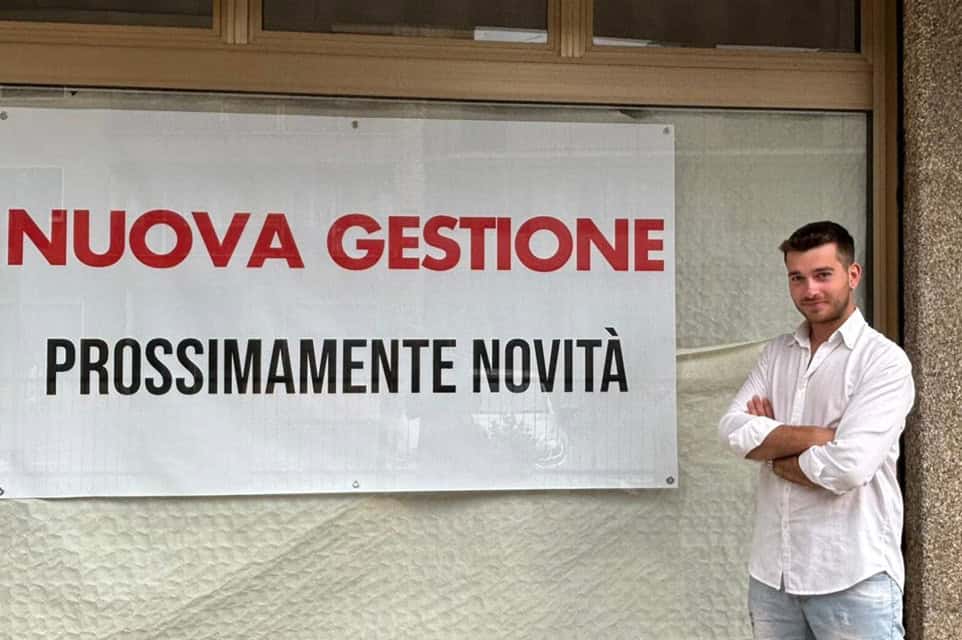 NUOVA GESTIONE
PROSSIMAMENTE NOVITÀ